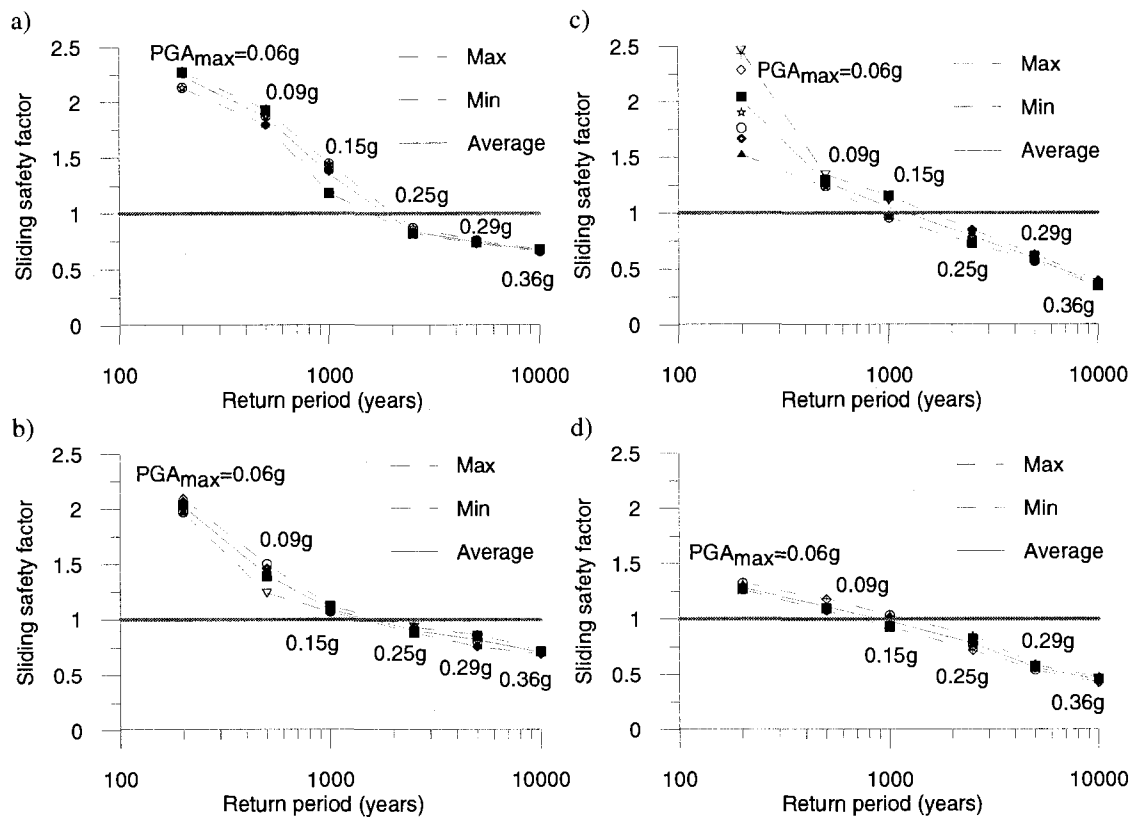 a)
2.5
2
1.5
1
0.5
0
Sliding safety factor
PGAmax=0.06g
0.09g
0.15g
0.25g
0.29g
0.36g
Max
Min
Average
100
1000
10000
Return period (years)
c)
2.5
2
1.5
1
0.5
0
Sliding safety factor
PGAmax=0.06g
0.09g
0.15g
0.29g
0.25g
0.36g
Max
Min
Average
100
1000
10000
Return period (years)
b)
2.5
2
1.5
1
0.5
0
Sliding safety factor
PGAmax=0.06g
0.09g
0.15g
0.25g
0.29g
0.36g
Max
Min
Average
100
1000
10000
Return period (years)
d)
2.5
2
1.5
1
0.5
0
Sliding safety factor
PGAmax=0.06g
0.09g
0.15g
0.29g
0.25g
0.36g
Max
Min
Average
100
1000
10000
Return period (years)